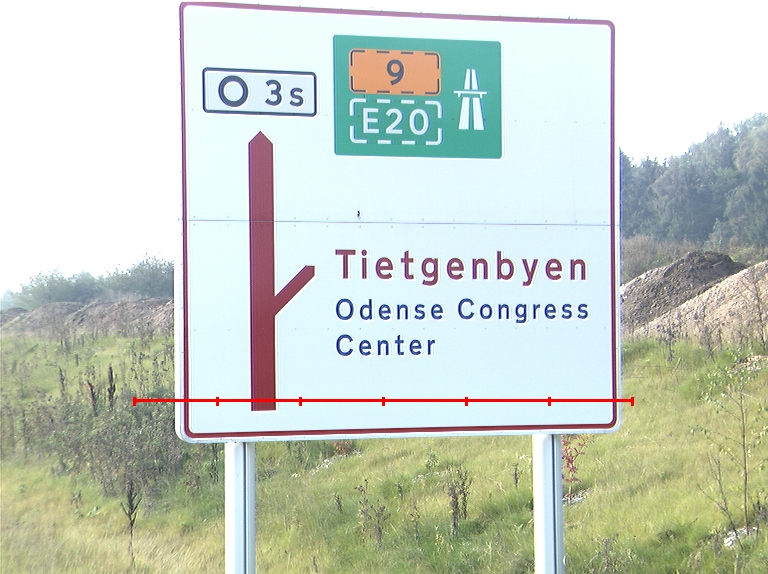 O 3s
9
E20
Tietgenbyen
Odense Congress
Center